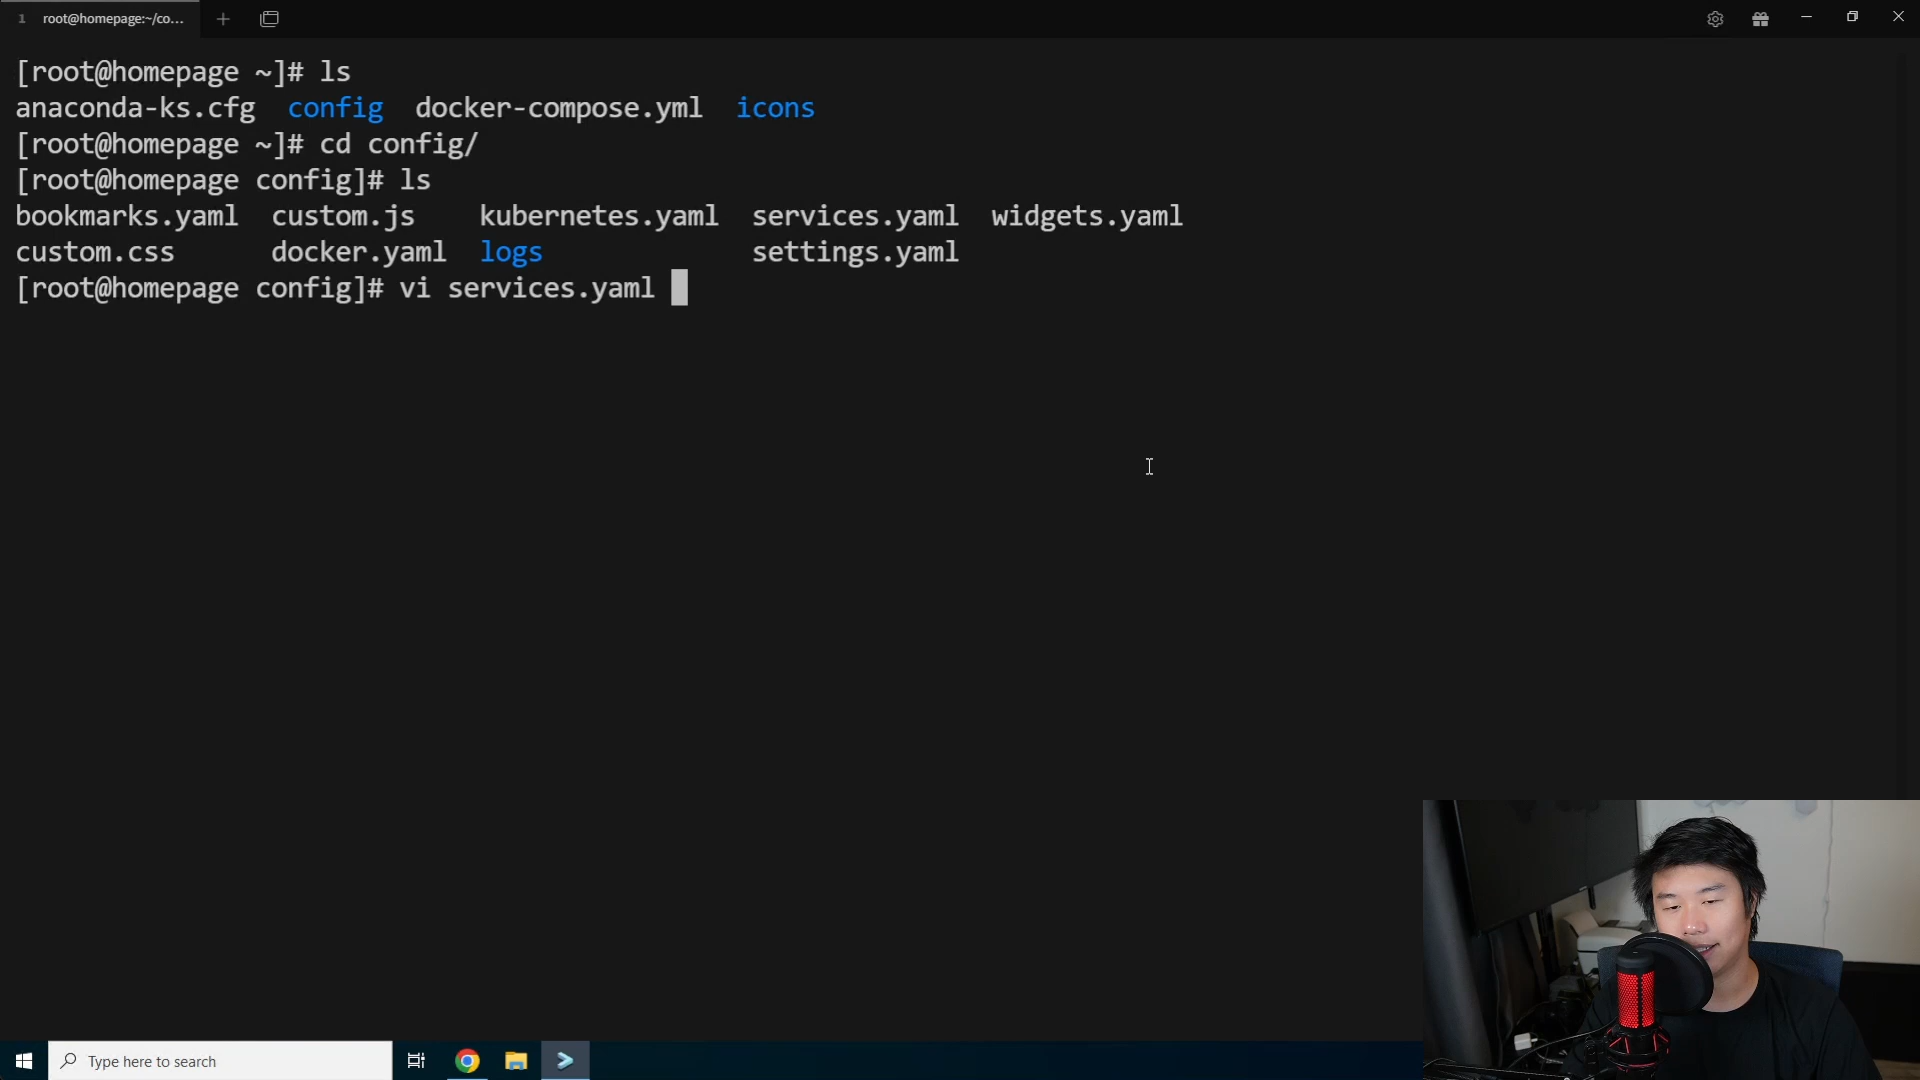 1 root@homepage:~/co...
[root@homepage ~]# ls
anaconda-ks.cfg config docker-compose.yml icons
[root@homepage ~]# cd config/
[root@homepage config]# ls
bookmarks.yaml custom.js kubernetes.yaml services.yaml widgets.yaml
custom.css docker.yaml logs settings.yaml
[root@homepage config]# vi services.yaml
Type here to search